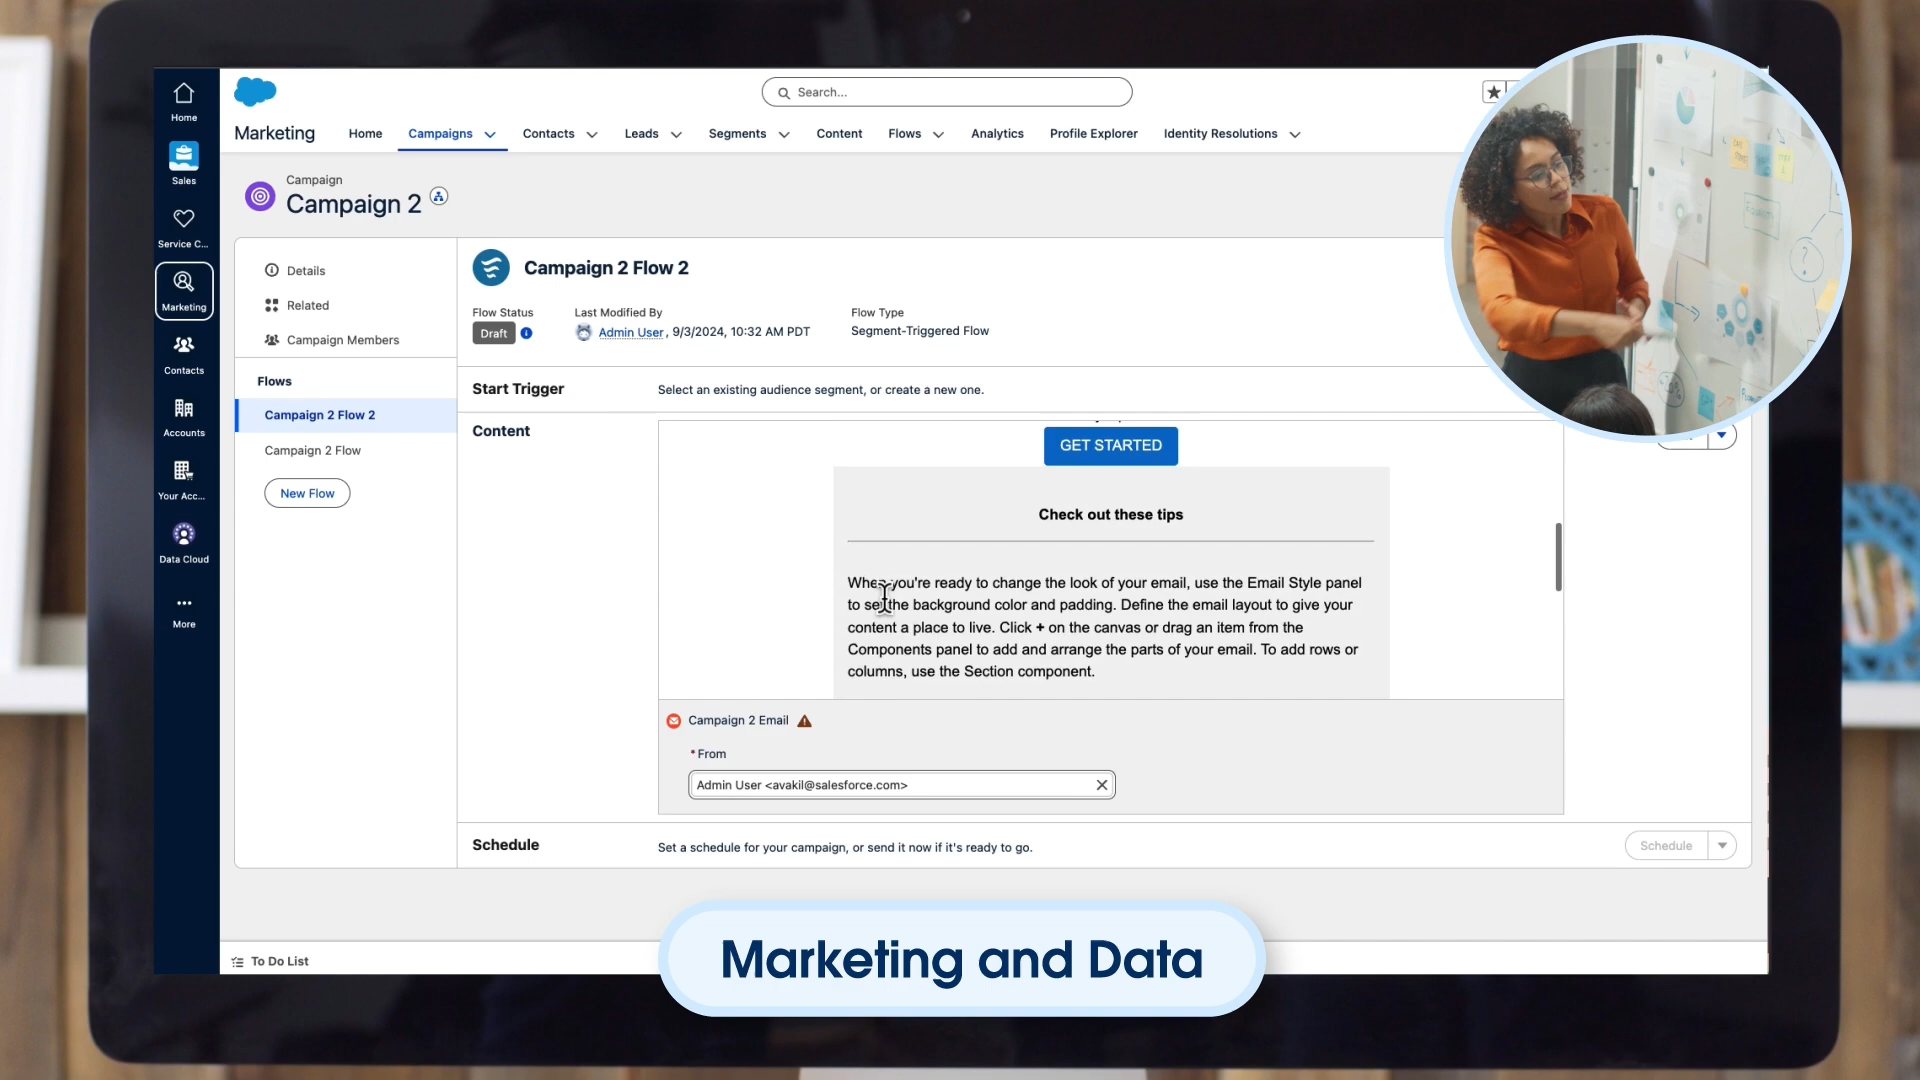 Home
Sales
Service C...
Marketing
Contacts
Accounts
Your Acc...
Data Cloud
More
Search...
Marketing
Home
Campaigns
Contacts
Leads
Segments
Content
Flows
Analytics
Profile Explorer
Identity Resolutions
Campaign
Campaign 2
Details
Related
Campaign Members
Flows
Campaign 2 Flow 2
Campaign 2 Flow
New Flow
Campaign 2 Flow 2
Flow Status
Draft
Last Modified By
Admin User, 9/3/2024, 10:32 AM PDT
Flow Type
Segment-Triggered Flow
Start Trigger
Select an existing audience segment, or create a new one.
Content
GET STARTED
Check out these tips
When you're ready to change the look of your email, use the Email Style panel
to set the background color and padding. Define the email layout to give your
content a place to live. Click + on the canvas or drag an item from the
Components panel to add and arrange the parts of your email. To add rows or
columns, use the Section component.
Campaign 2 Email
* From
Admin User <avakil@salesforce.com>
Schedule
Set a schedule for your campaign, or send it now if it's ready to go.
Schedule
To Do List
Marketing and Data